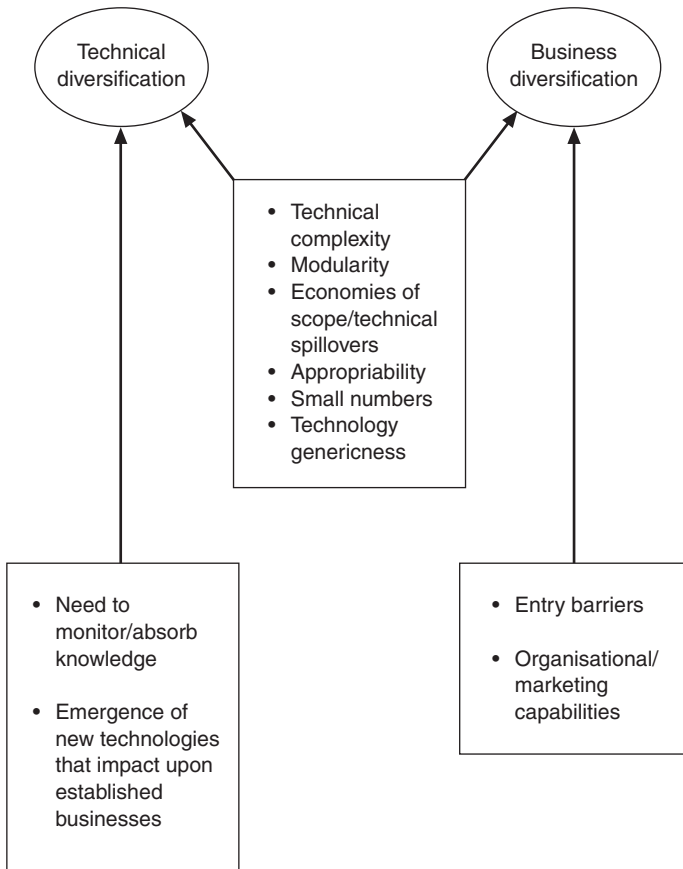 Technical
diversification
Business
diversification
• Technical
complexity
• Modularity
• Economies of
scope/technical
spillovers
• Appropriability
• Small numbers
• Technology
genericness
• Need to
monitor/absorb
knowledge
• Emergence of
new technologies
that impact upon
established
businesses
• Entry barriers
• Organisational/
marketing
capabilities